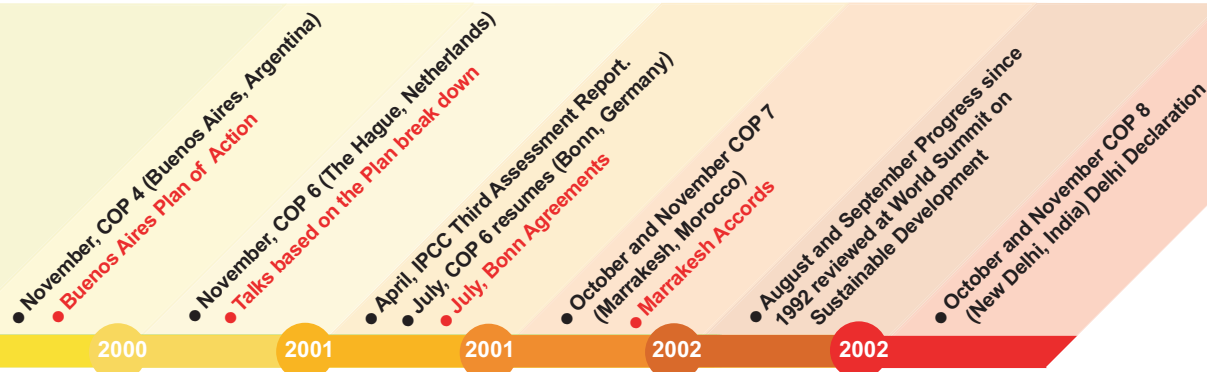 November, COP 4 (Buenos Aires, Argentina)
Buenos Aires Plan of Action
2000
November, COP 6 (The Hague, Netherlands)
Talks based on the Plan break down
2001
April, IPCC Third Assessment Report.
July, COP 6 resumes (Bonn, Germany)
July, Bonn Agreements
2001
October and November COP 7
(Marrakesh, Morocco)
Marrakesh Accords
2002
August and September Progress since
1992 reviewed at World Summit on
Sustainable Development
2002
October and November COP 8
(New Delhi, India) Delhi Declaration